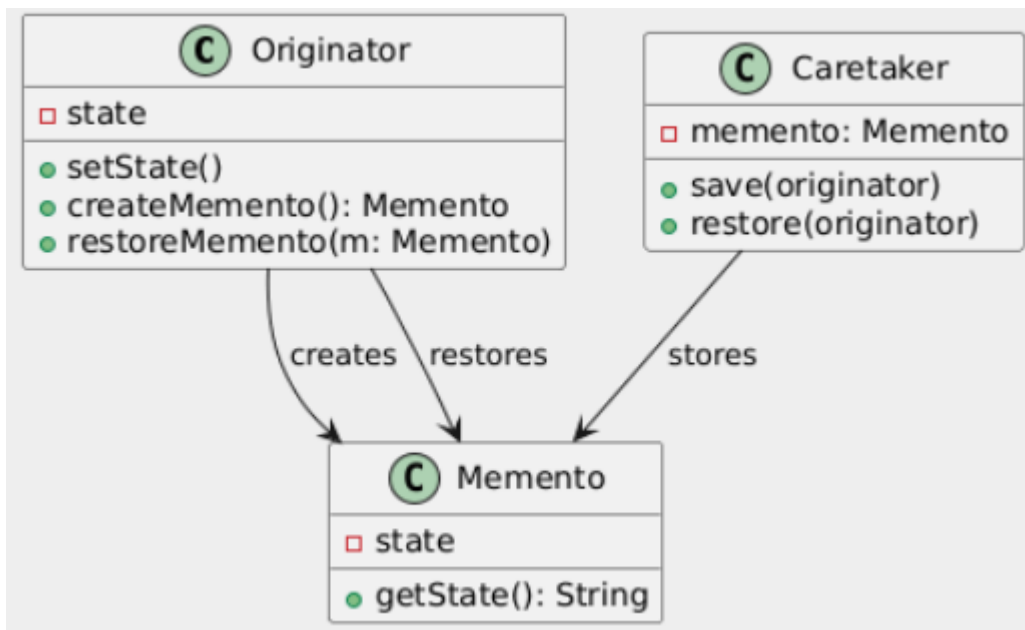 C Originator
state
setState()
createMemento(): Memento
restoreMemento(m: Memento)
C Caretaker
memento: Memento
save(originator)
restore(originator)
creates
restores
stores
C Memento
state
getState(): String